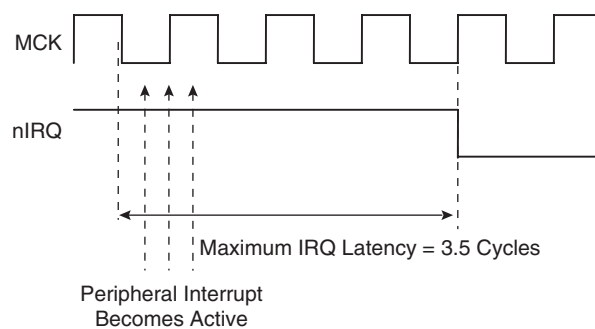 MCK
nIRQ
Maximum IRQ Latency = 3.5 Cycles
Peripheral Interrupt
Becomes Active